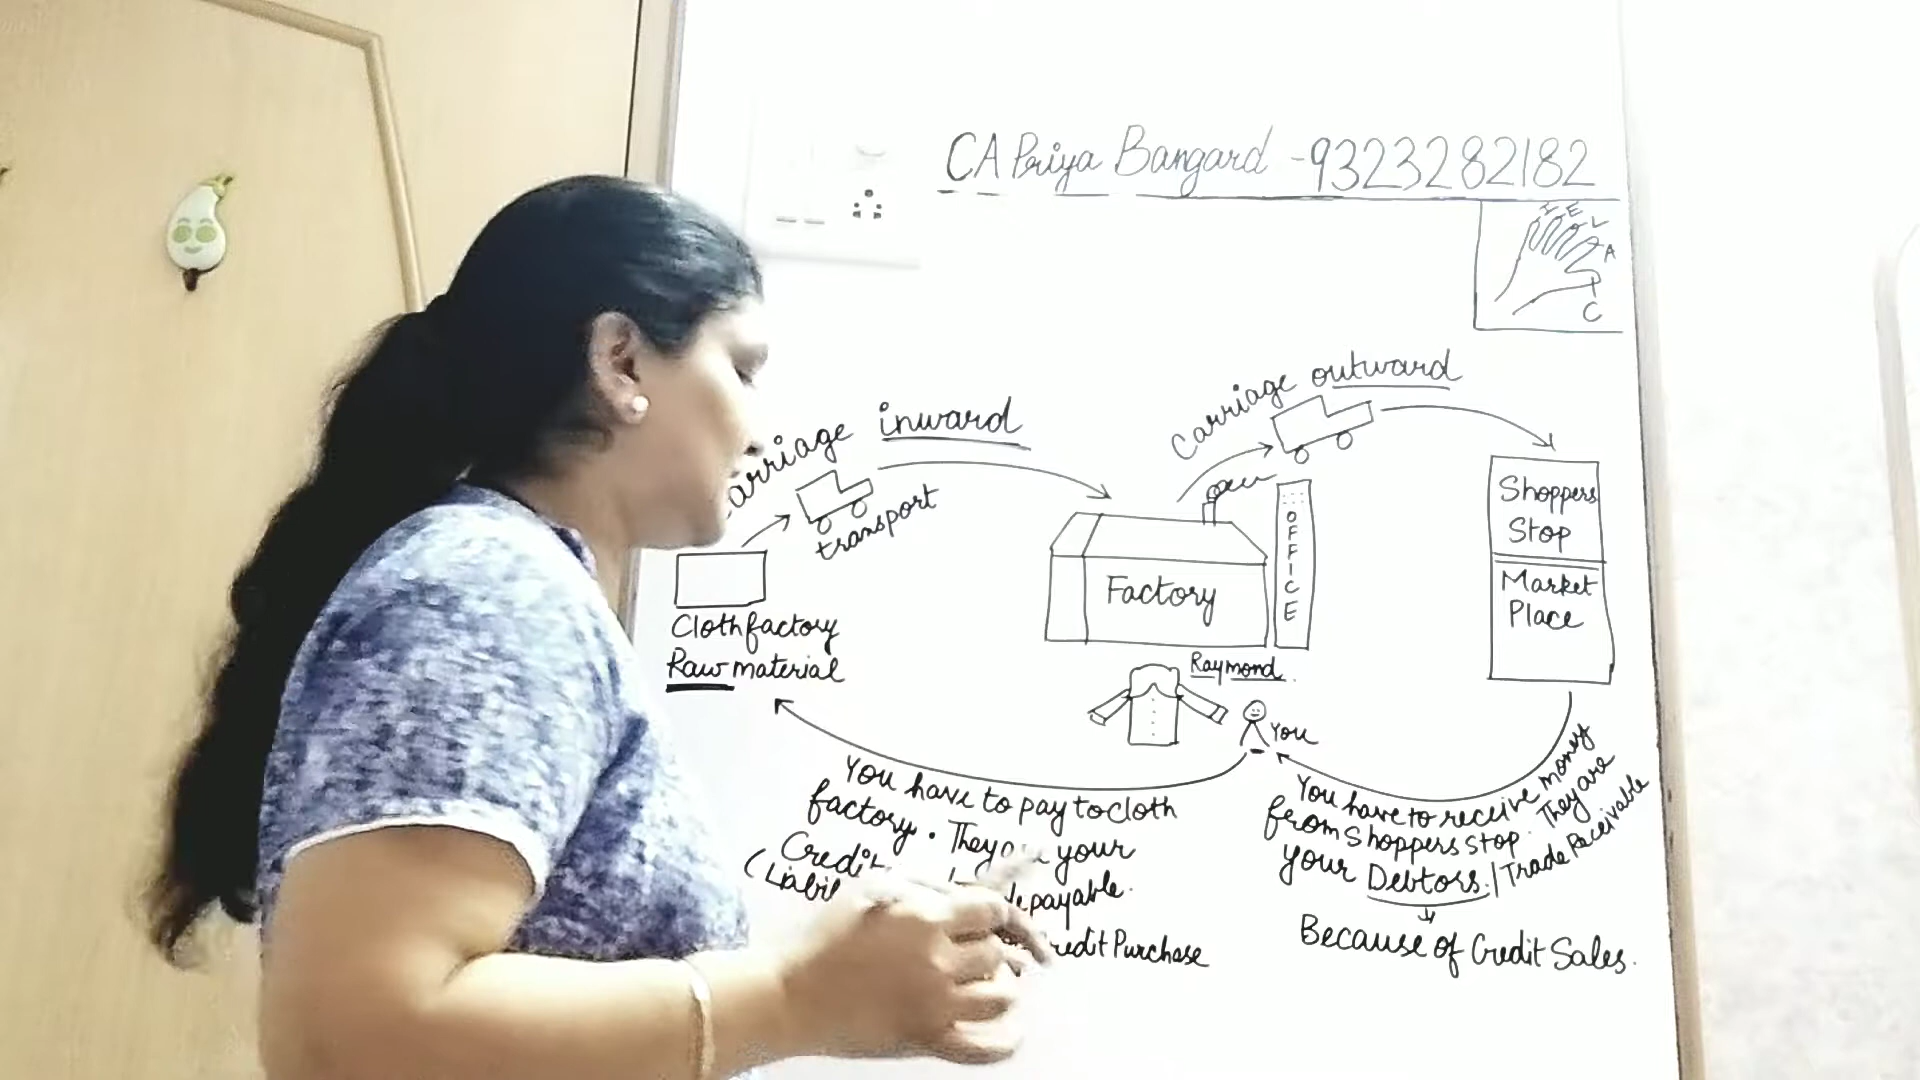 CA Priya Bangard - 9323282182
I E L A C
Carriage outward
inward
transport
Shoppers
Stop
Market
Place
OFFICE
Factory
Raymond.
Cloth factory
Raw material
You
You have to pay to cloth
factory. They your
payable.
Credit Purchase
You have to receive money
from Shoppers Stop. They are
your Debtors. / Trade Receivable
Because of Credit Sales.